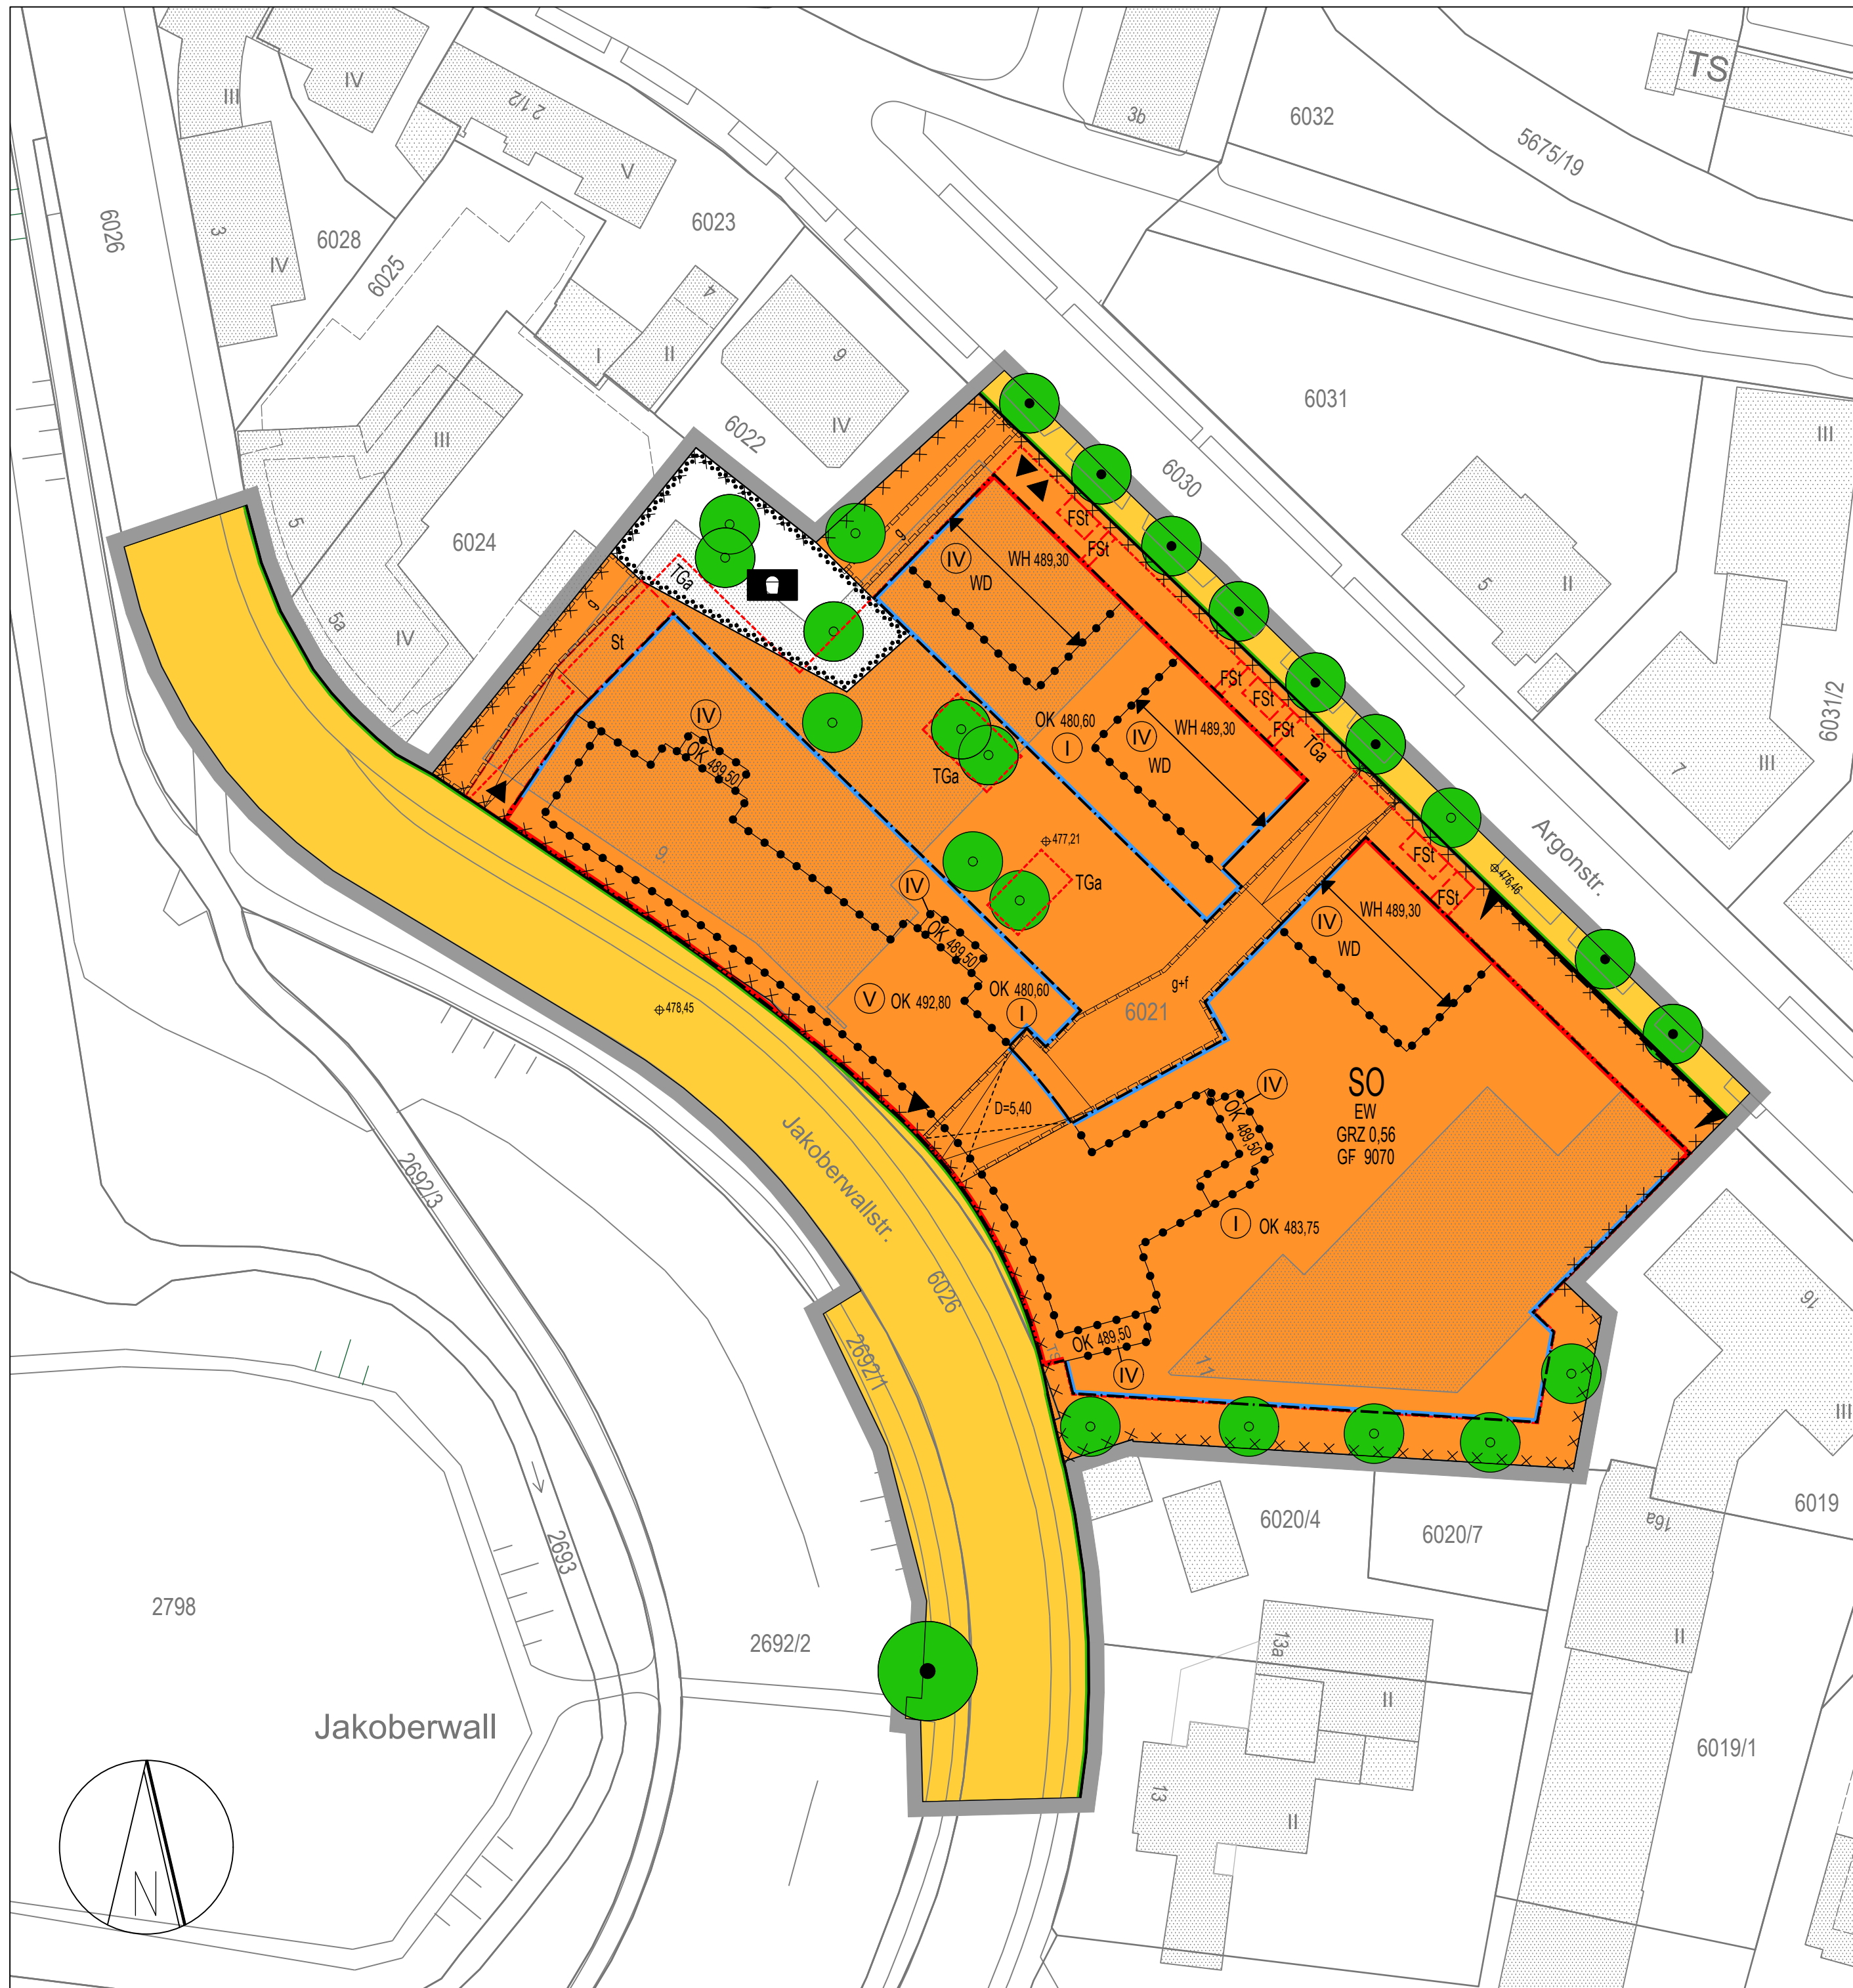 TS
IV
III
2 1/2
3b
6032
5675/19
V
6026
3
6028
6023
IV
6025
4
I
II
9
IV
6031
6022
6030
III
III
5
6024
5
II
5a
IV
TGa
g
g
St
FSt
FSt
IV
WH 489,30
WD
6031/2
7
III
FSt
FSt
FSt
TGa
OK 480,60
I
IV
WH 489,30
WD
IV
OK 489,50
TGa
9
477,21
TGa
Argonstr.
FSt
FSt
476,46
IV
OK 489,50
IV
WH 489,30
WD
V OK 492,80
OK 480,60
I
g+f
6021
478,45
D=5,40
SO
EW
GRZ 0,56
GF 9070
IV
OK 489,50
Jakoberwallstr.
2692/3
I OK 483,75
6026
16
2692/1
TS
OK 489,50
IV
11
III
6020/4
6020/7
6019
16a
2693
2798
2692/2
13a
II
II
Jakoberwall
6019/1
13
II
N